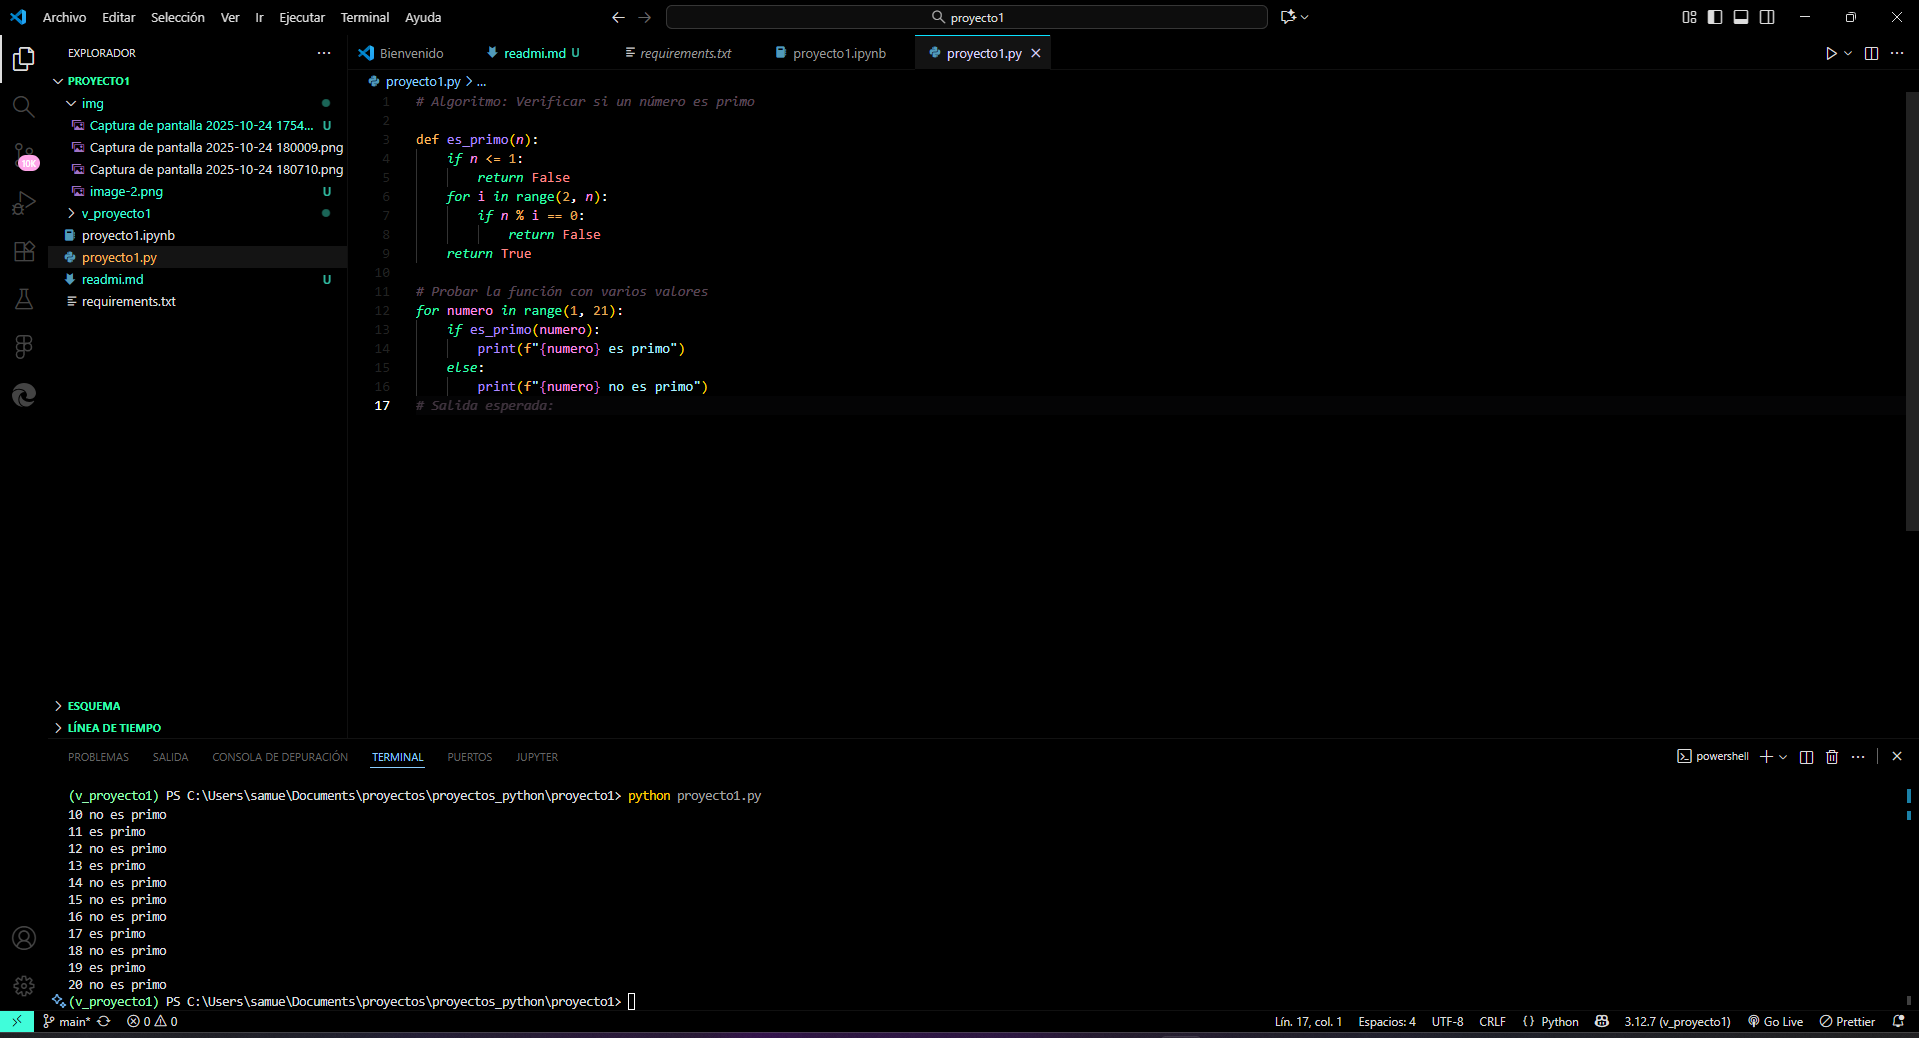 Archivo Editar Selección Ver Ir Ejecutar Terminal Ayuda
proyecto1
EXPLORADOR
PROYECTO1
img
Captura de pantalla 2025-10-24 1754... U
Captura de pantalla 2025-10-24 180009.png
Captura de pantalla 2025-10-24 180710.png
image-2.png U
v_proyecto1
proyecto1.ipynb
proyecto1.py
readmi.md U
requirements.txt
10K
ESQUEMA
LÍNEA DE TIEMPO
Bienvenido readmi.md U requirements.txt proyecto1.ipynb proyecto1.py
proyecto1.py > ...
1 # Algoritmo: Verificar si un número es primo
2
3 def es_primo(n):
4     if n <= 1:
5         return False
6     for i in range(2, n):
7         if n % i == 0:
8             return False
9     return True
10
11 # Probar la función con varios valores
12 for numero in range(1, 21):
13     if es_primo(numero):
14         print(f"{numero} es primo")
15     else:
16         print(f"{numero} no es primo")
17 # Salida esperada:
PROBLEMAS SALIDA CONSOLA DE DEPURACIÓN TERMINAL PUERTOS JUPYTER
powershell
(v_proyecto1) PS C:\Users\samue\Documents\proyectos\proyectos_python\proyecto1> python proyecto1.py
10 no es primo
11 es primo
12 no es primo
13 es primo
14 no es primo
15 no es primo
16 no es primo
17 es primo
18 no es primo
19 es primo
20 no es primo
(v_proyecto1) PS C:\Users\samue\Documents\proyectos\proyectos_python\proyecto1>
main* 0 0
Lín. 17, col. 1 Espacios: 4 UTF-8 CRLF {} Python 3.12.7 (v_proyecto1) Go Live Prettier